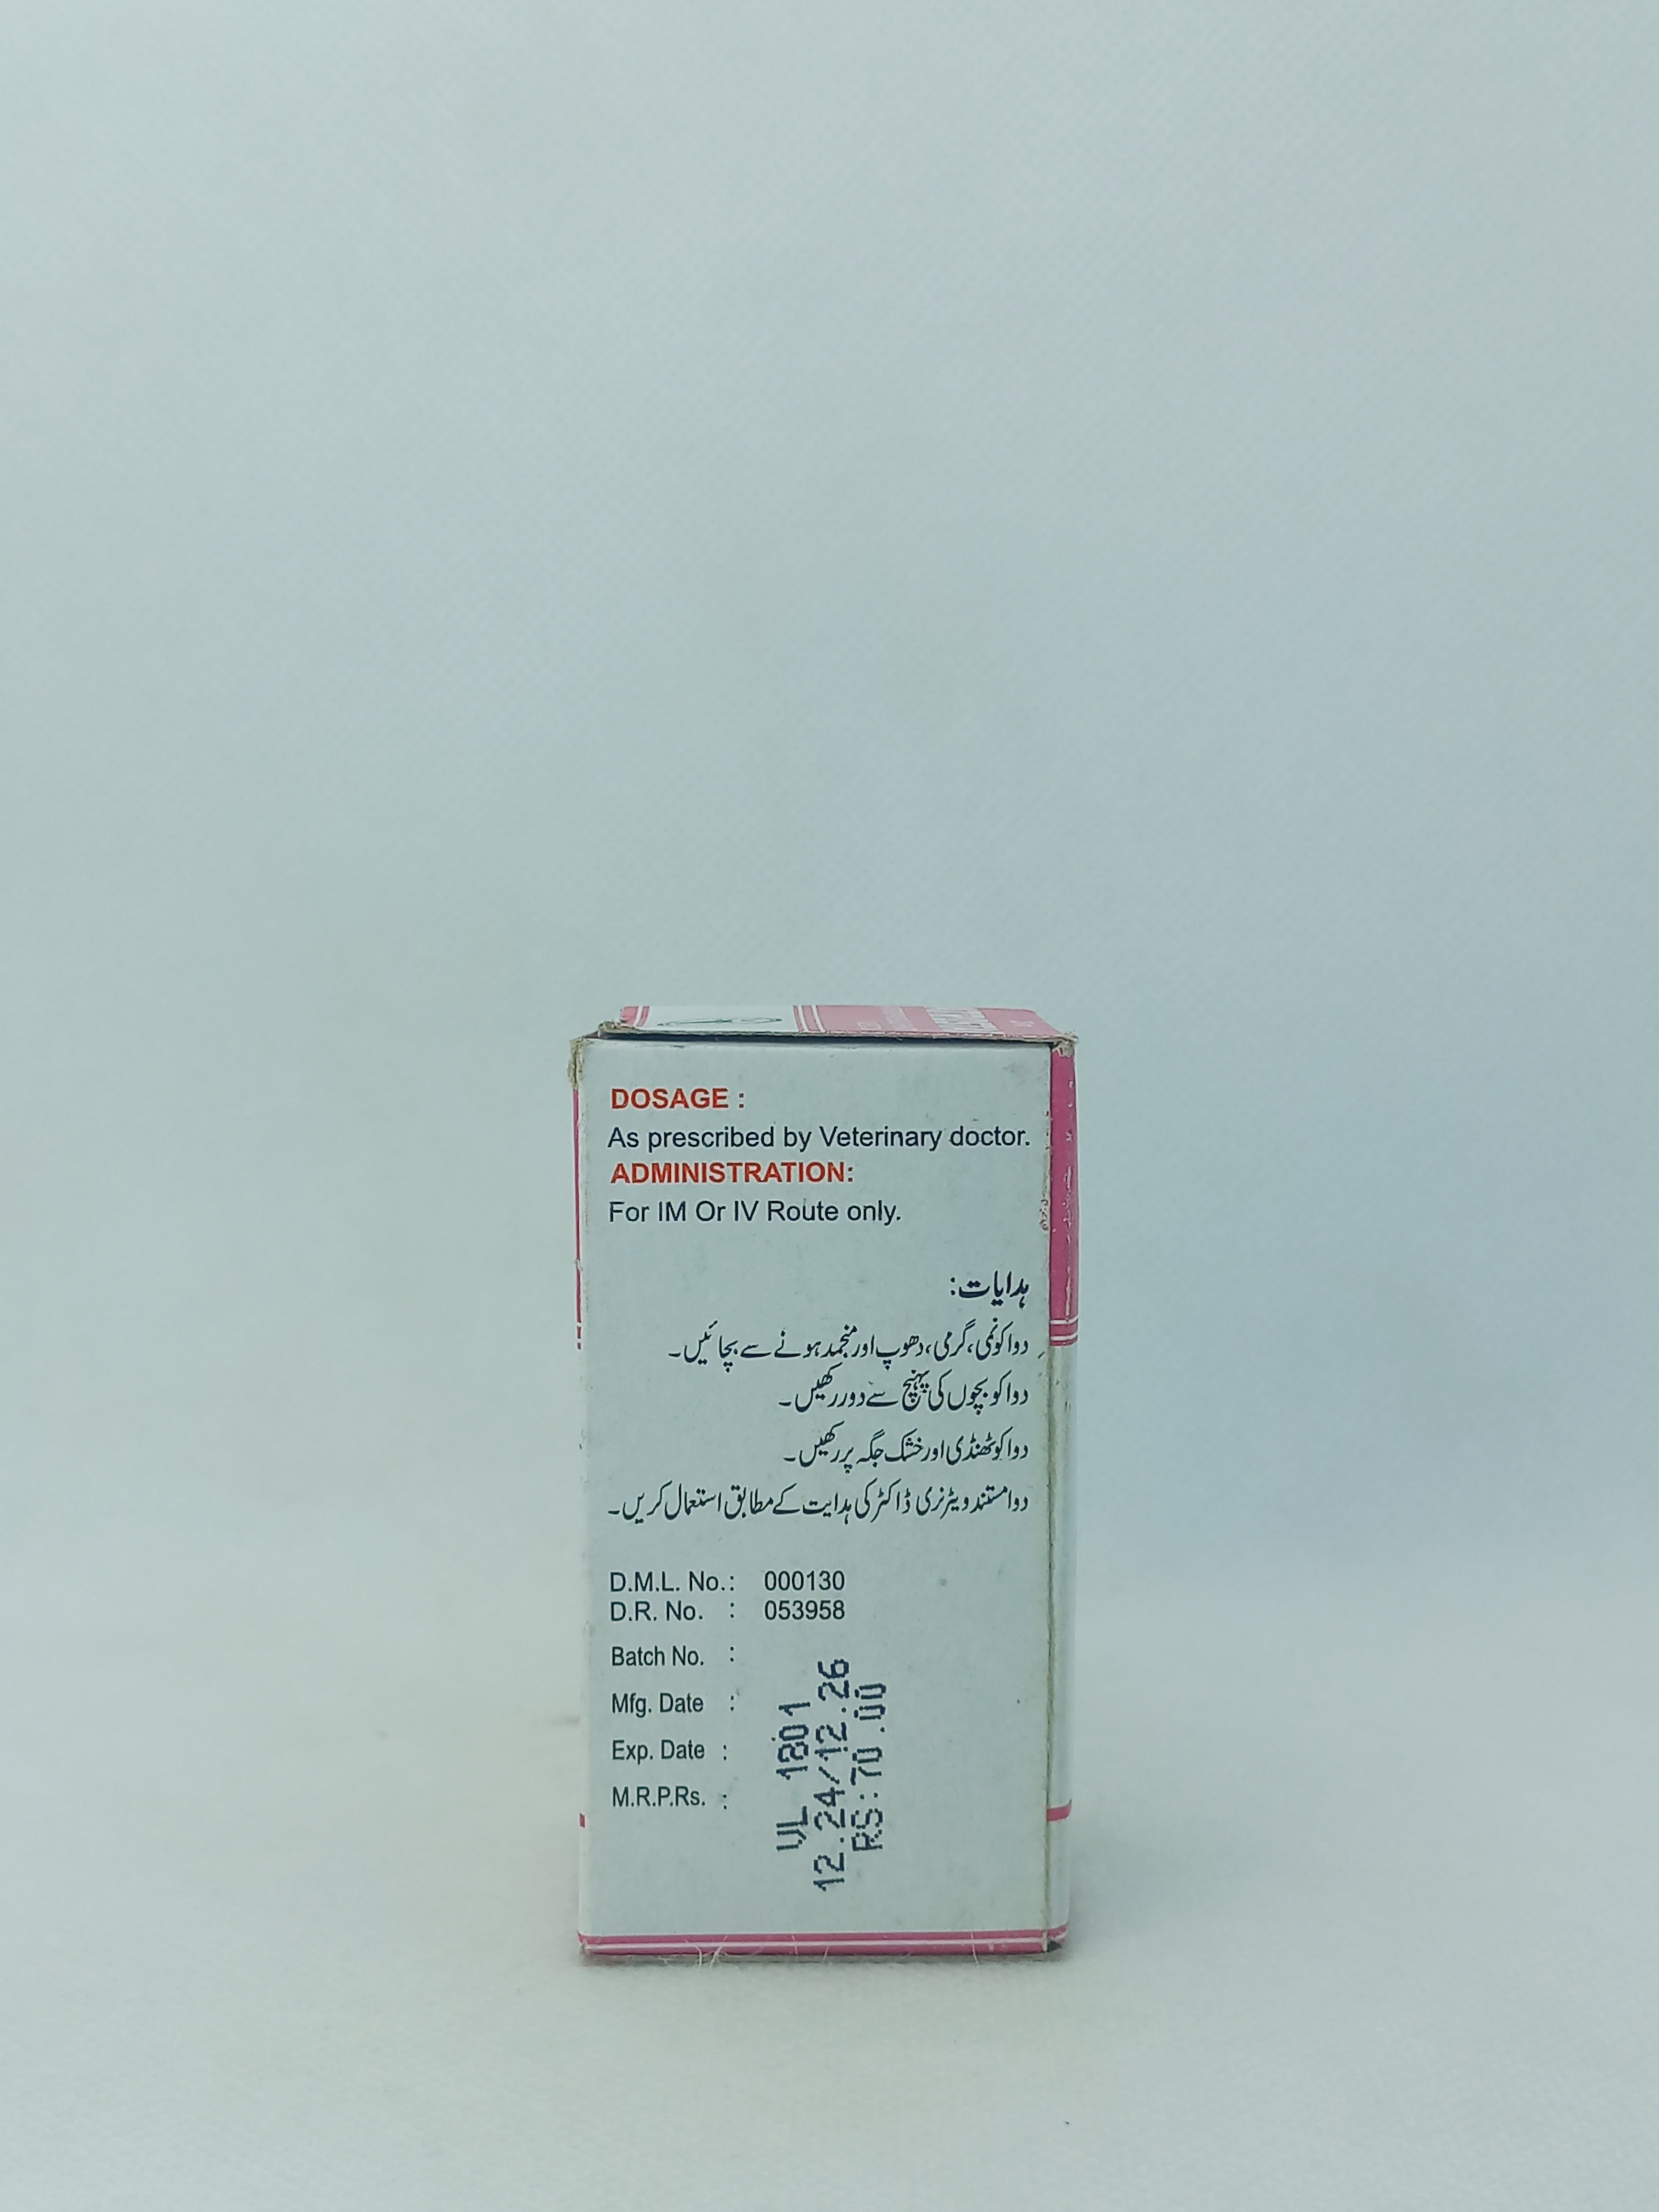 DOSAGE :
As prescribed by Veterinary doctor.
ADMINISTRATION:
For IM Or IV Route only.
ہدایات:
دوا کو نمی، گرمی، دھوپ اور منجمد ہونے سے بچائیں۔
دوا کو بچوں کی پہنچ سے دور رکھیں۔
دوا کو ٹھنڈی اور خشک جگہ پر رکھیں۔
دوا مستند ویٹرنری ڈاکٹر کی ہدایت کے مطابق استعمال کریں۔
D.M.L. No.: 000130
D.R. No. : 053958
Batch No. :
Mfg. Date :
Exp. Date :
M.R.P.Rs. :
VL 1801
12.24/12.26
RS:70.00